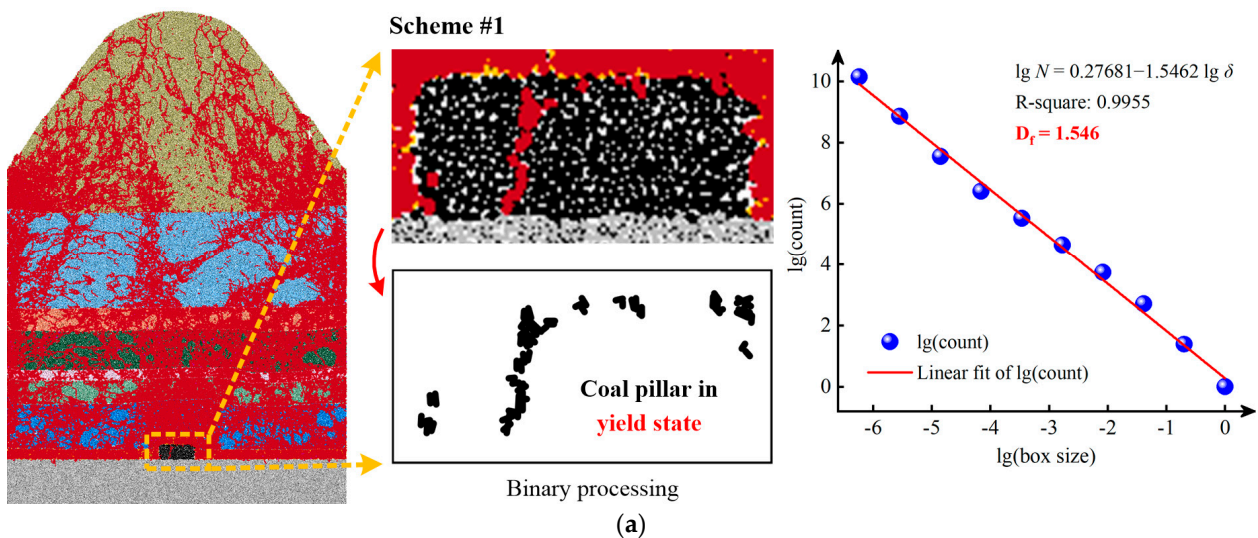 Scheme #1
Coal pillar in
yield state
Binary processing
lg N = 0.27681−1.5462 lg δ
R-square: 0.9955
D_f = 1.546
10
8
6
4
2
0
lg(count)
lg(count)
Linear fit of lg(count)
-6 -5 -4 -3 -2 -1 0
lg(box size)
(a)